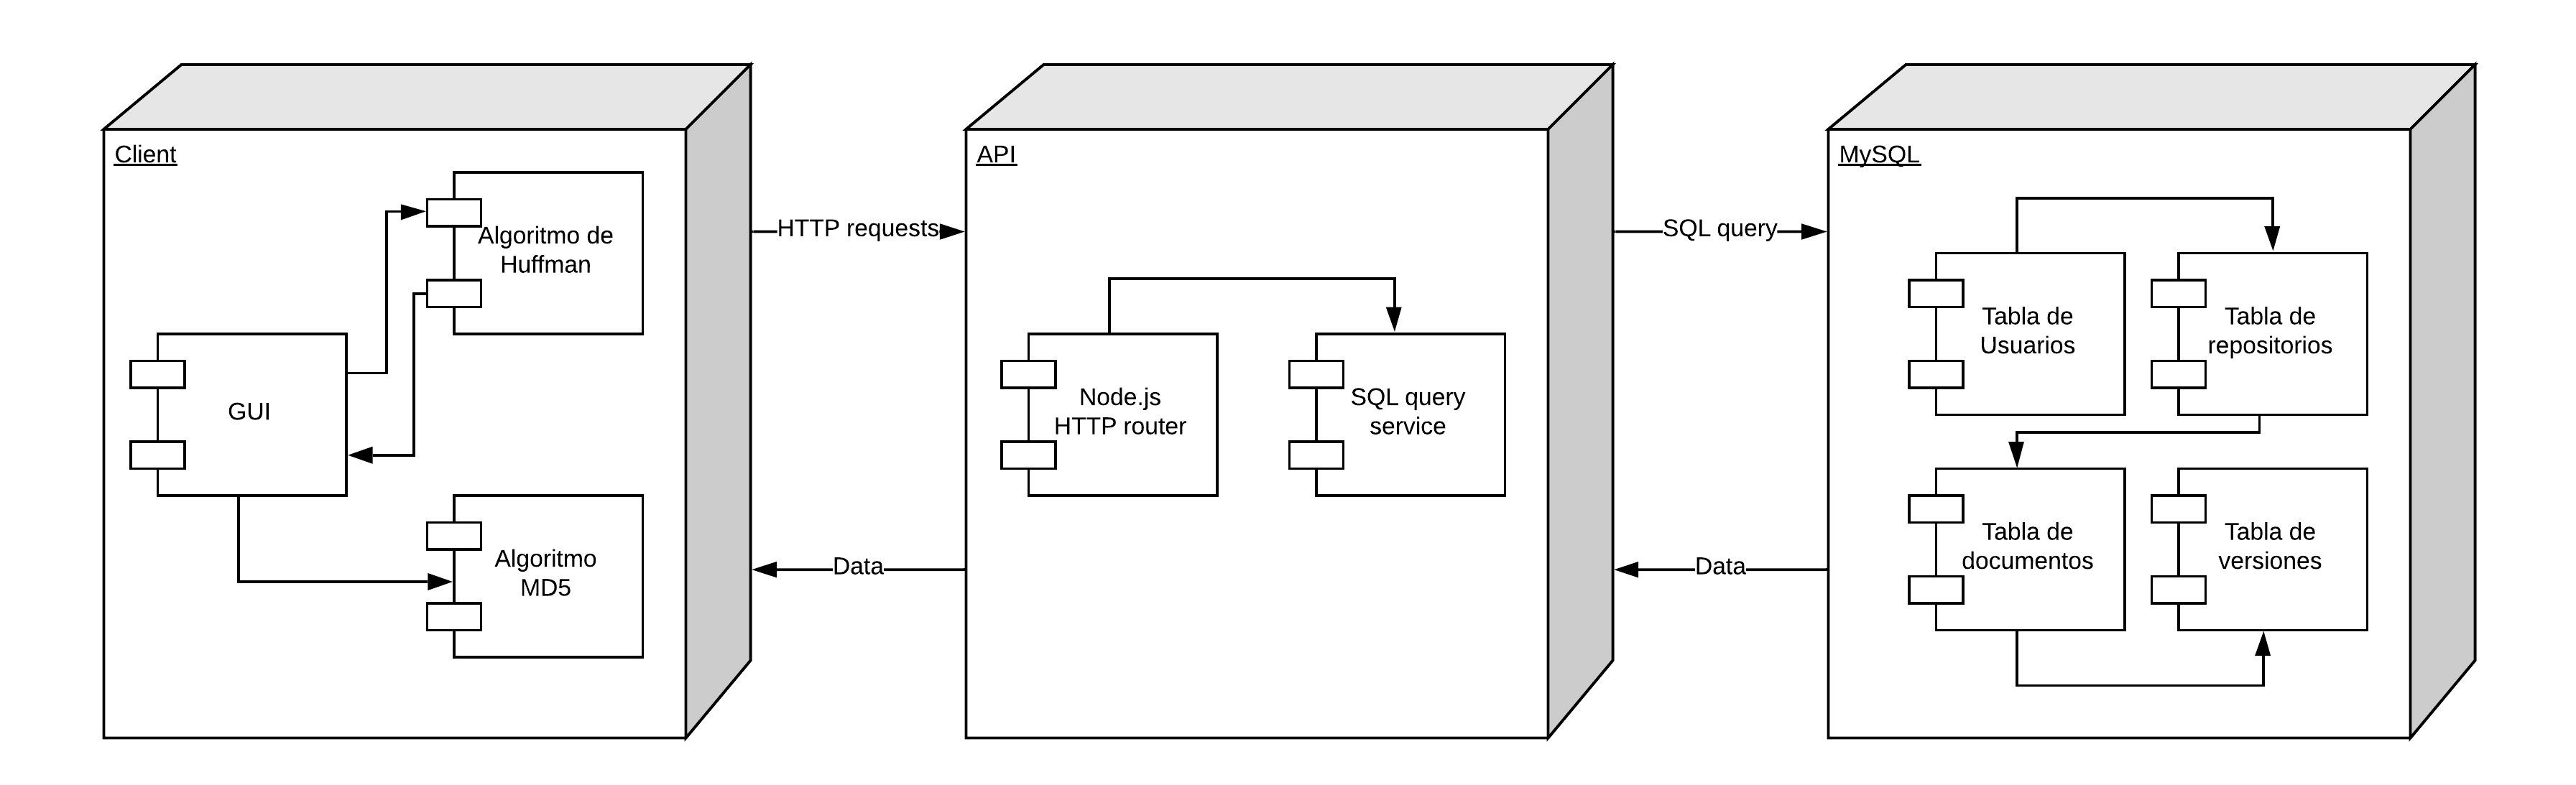 Client
Algoritmo de
Huffman
GUI
Algoritmo
MD5
HTTP requests
Data
API
Node.js
HTTP router
SQL query
service
SQL query
Data
MySQL
Tabla de
Usuarios
Tabla de
repositorios
Tabla de
documentos
Tabla de
versiones